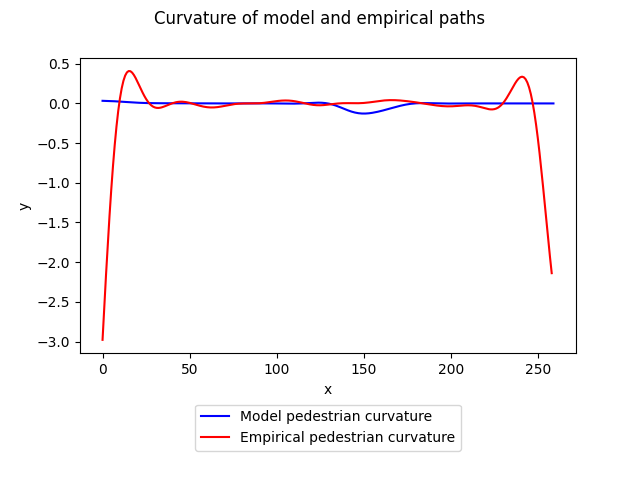 Curvature of model and empirical paths
0.5
0.0
−0.5
−1.0
−1.5
−2.0
−2.5
−3.0
y
0 50 100 150 200 250
x
Model pedestrian curvature
Empirical pedestrian curvature